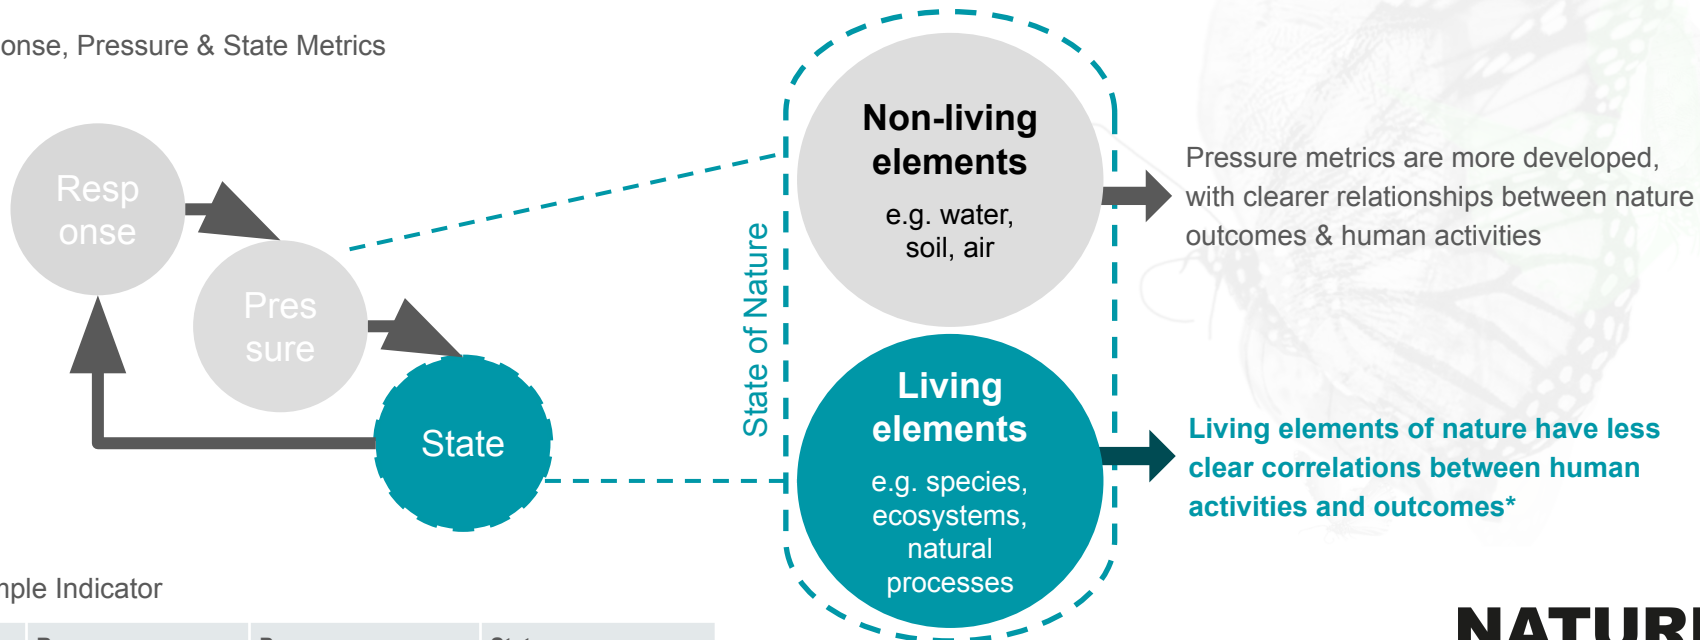 onse, Pressure & State Metrics
Resp
onse
Pres
sure
State
State of Nature
Non-living
elements
e.g. water,
soil, air
Living
elements
e.g. species,
ecosystems,
natural
processes
Pressure metrics are more developed,
with clearer relationships between nature
outcomes & human activities
Living elements of nature have less
clear correlations between human
activities and outcomes*
mple Indicator
NATURE